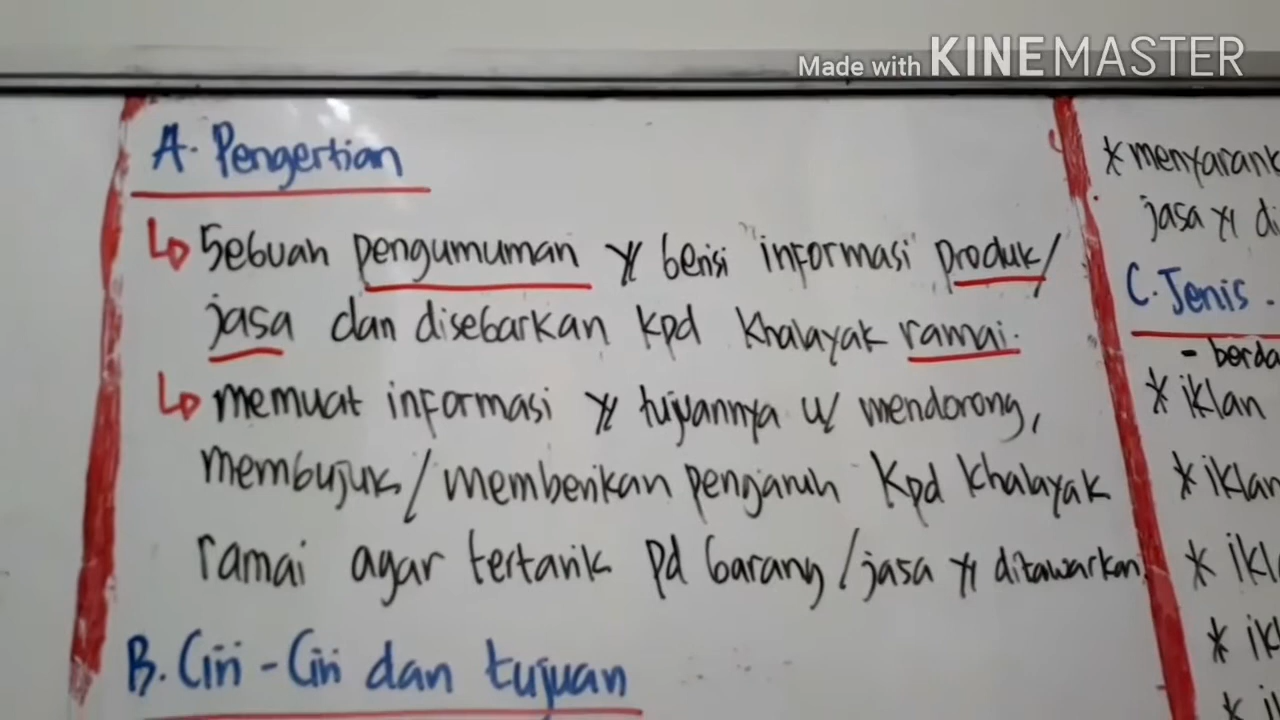 Made with KINEMASTER
A. Pengertian
Sebuah pengumuman yg berisi "informasi" produk/
jasa dan disebarkan kpd khalayak ramai.
memuat informasi yg tujuannya u/ mendorong,
membujuk/memberikan pengaruh kpd khalayak
ramai agar tertarik pd barang/jasa yg ditawarkan
B. Ciri-Ciri dan tujuan
* menyarank
jasa yg di
C. Jenis
- berda
* iklan
* iklan
* ikl
* ik